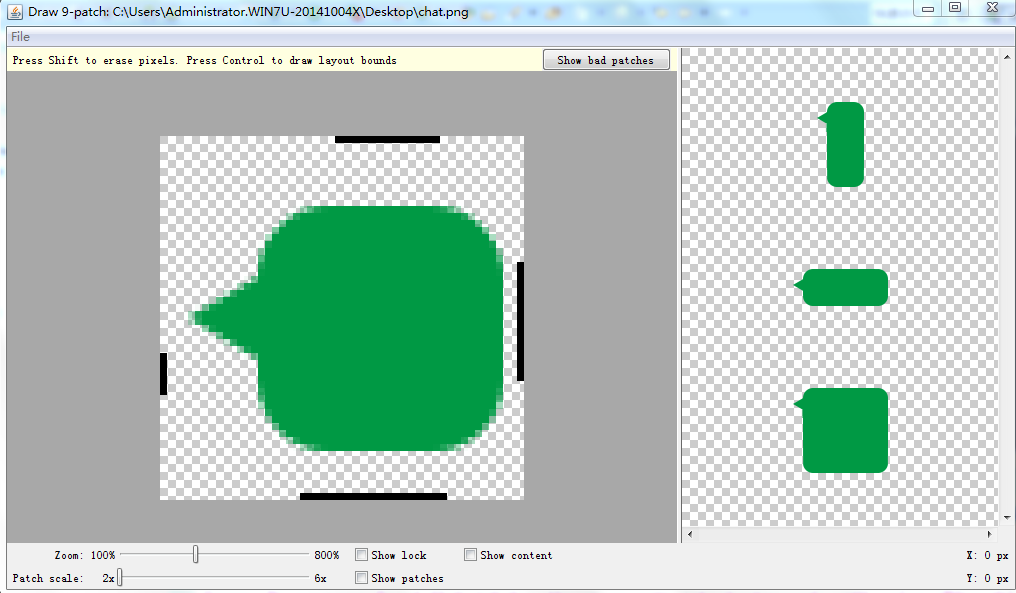 Draw 9-patch: C:\Users\Administrator.WIN7U-20141004X\Desktop\chat.png
File
Press Shift to erase pixels. Press Control to draw layout bounds
Show bad patches
Zoom: 100% 800% Show lock Show content X: 0 px
Patch scale: 2x 6x Show patches Y: 0 px